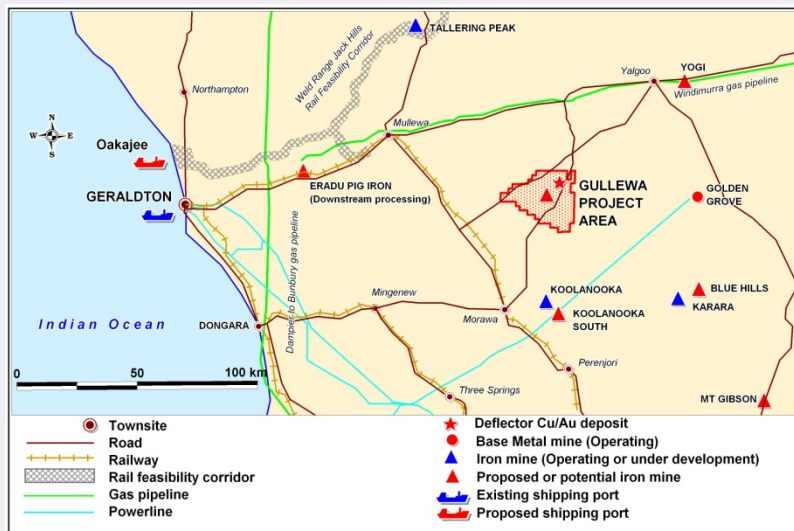 TALLERING PEAK
Weld Range Jack Hills
Rail Feasibility Corridor
Yalgoo
YOGI
Windimurra gas pipeline
Northampton
Mullewa
N
W
E
S
Oakajee
ERADU PIG IRON
(Downstream processing)
GERALDTON
GULLEWA
PROJECT
AREA
GOLDEN
GROVE
Dampier to Bunbury gas pipeline
Mingenew
KOOLANOOKA
BLUE HILLS
KARARA
Indian Ocean
DONGARA
Morawa
KOOLANOOKA
SOUTH
Perenjori
0 50 100 km
Three Springs
MT GIBSON
Townsite
Road
Railway
Rail feasibility corridor
Gas pipeline
Powerline
Deflector Cu/Au deposit
Base Metal mine (Operating)
Iron mine (Operating or under development)
Proposed or potential iron mine
Existing shipping port
Proposed shipping port